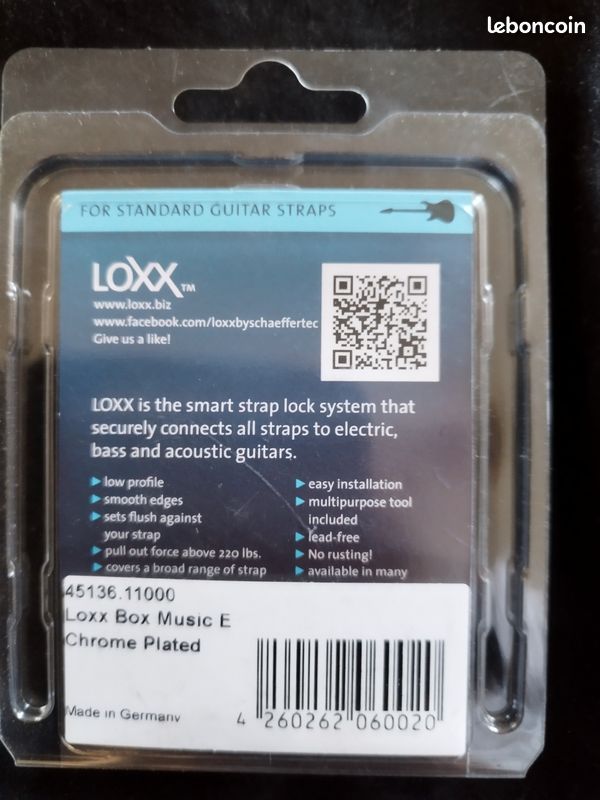 leboncoin
FOR STANDARD GUITAR STRAPS
LOXX™
www.loxx.biz
www.facebook.com/loxxbyschaeffertec
Give us a like!
LOXX is the smart strap lock system that
securely connects all straps to electric,
bass and acoustic guitars.
low profile
smooth edges
sets flush against
your strap
pull out force above 220 lbs.
covers a broad range of strap
easy installation
multipurpose tool
included
lead-free
No rusting!
available in many
45136.11000
Loxx Box Music E
Chrome Plated
Made in Germany
4 260262 060020